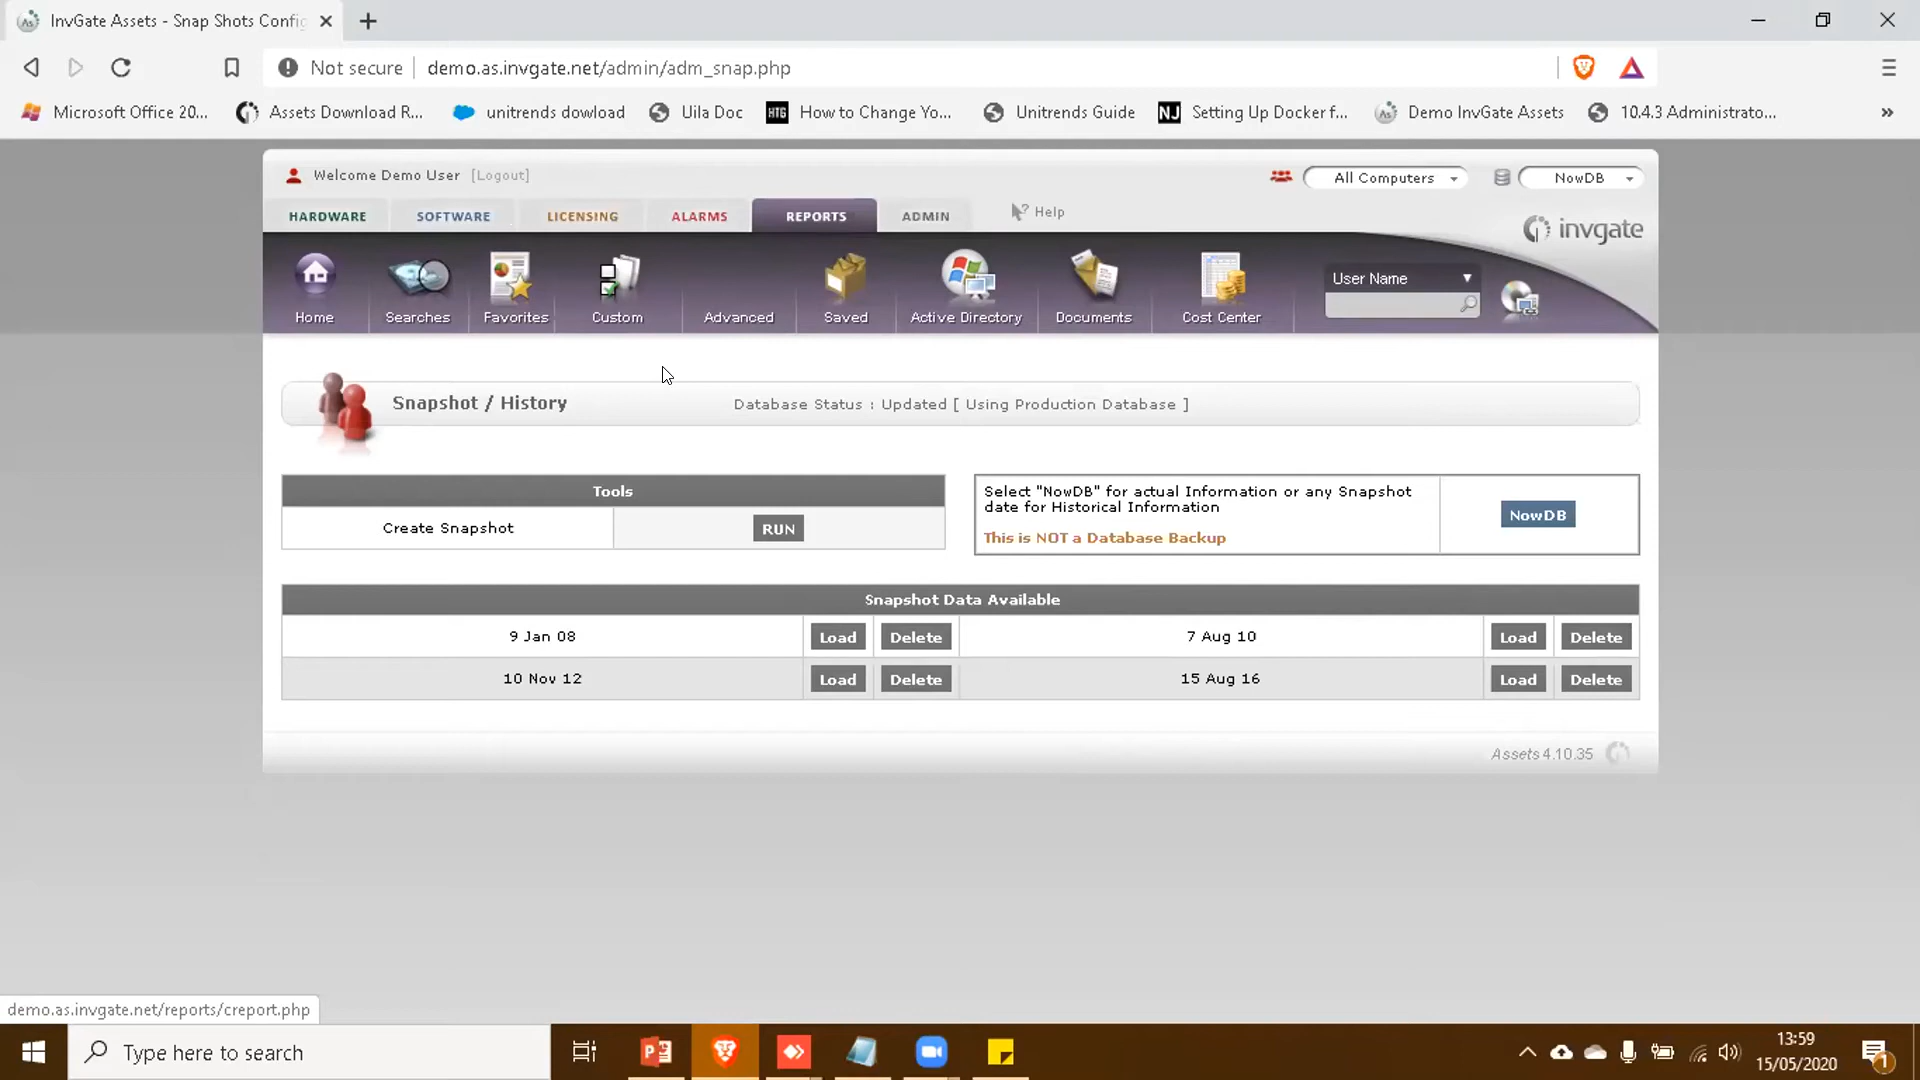 InvGate Assets - Snap Shots Confi
Not secure
demo.as.invgate.net/admin/adm_snap.php
Microsoft Office 20...
Assets Download R...
unitrends dowload
Uila Doc
HTG
How to Change Yo...
Unitrends Guide
NJ
Setting Up Docker f...
As
Demo InvGate Assets
10.4.3 Administrato...
»
Welcome Demo User [Logout]
All Computers
NowDB
HARDWARE
SOFTWARE
LICENSING
ALARMS
REPORTS
ADMIN
Help
invgate
Home
Searches
Favorites
Custom
Advanced
Saved
Active Directory
Documents
Cost Center
User Name
Snapshot / History
Database Status : Updated [ Using Production Database ]
Tools
Create Snapshot
RUN
Select "NowDB" for actual Information or any Snapshot
date for Historical Information
This is NOT a Database Backup
NowDB
Snapshot Data Available
9 Jan 08 Load Delete 7 Aug 10 Load Delete
10 Nov 12 Load Delete 15 Aug 16 Load Delete
Assets 4.10.35
demo.as.invgate.net/reports/creport.php
Type here to search
13:59
15/05/2020
1